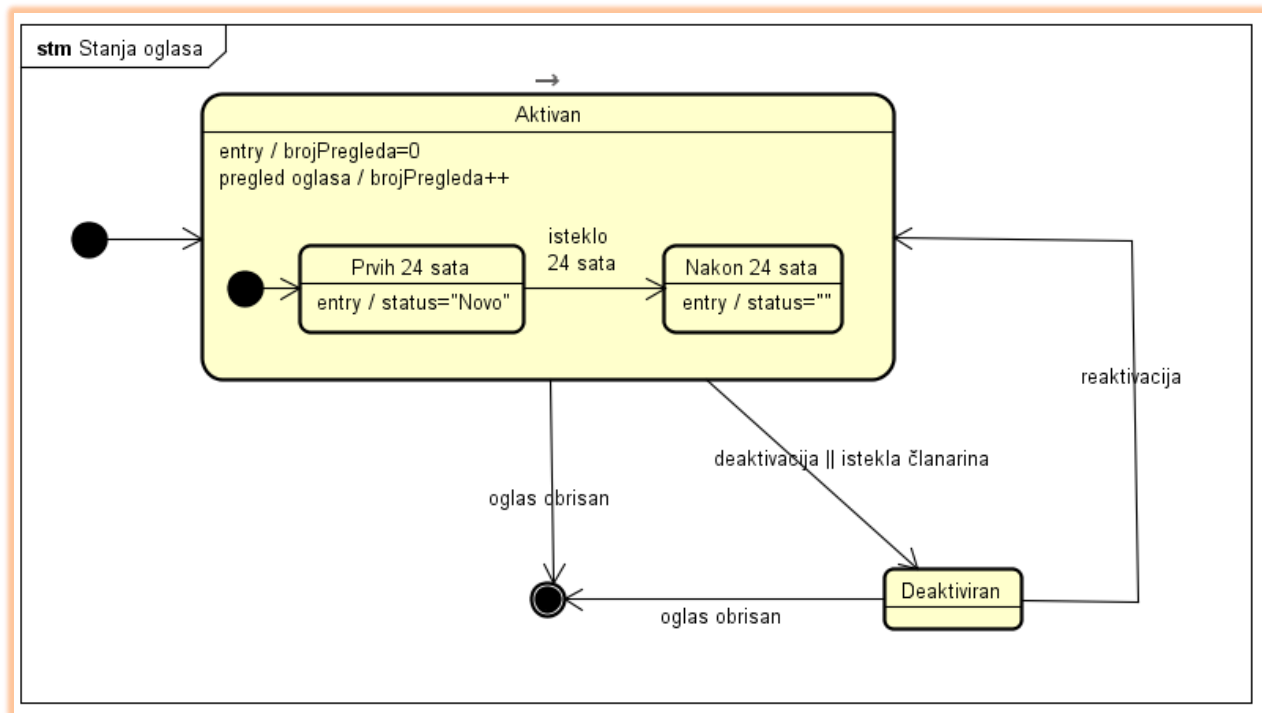 stm Stanja oglasa
Aktivan
entry / brojPregleda=0
pregled oglasa / brojPregleda++
isteklo
24 sata
Prvih 24 sata
entry / status="Novo"
Nakon 24 sata
entry / status=""
reaktivacija
deaktivacija || istekla članarina
oglas obrisan
Deaktiviran
oglas obrisan